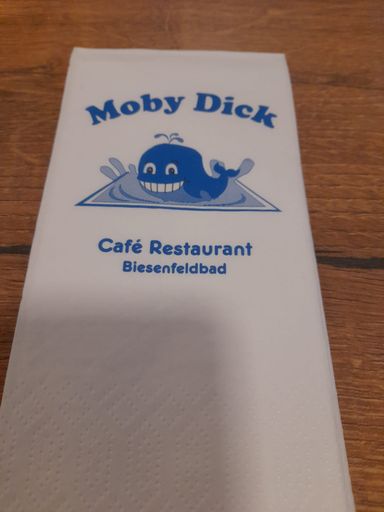 Moby Dick
Café Restaurant
Biesenfeldbad